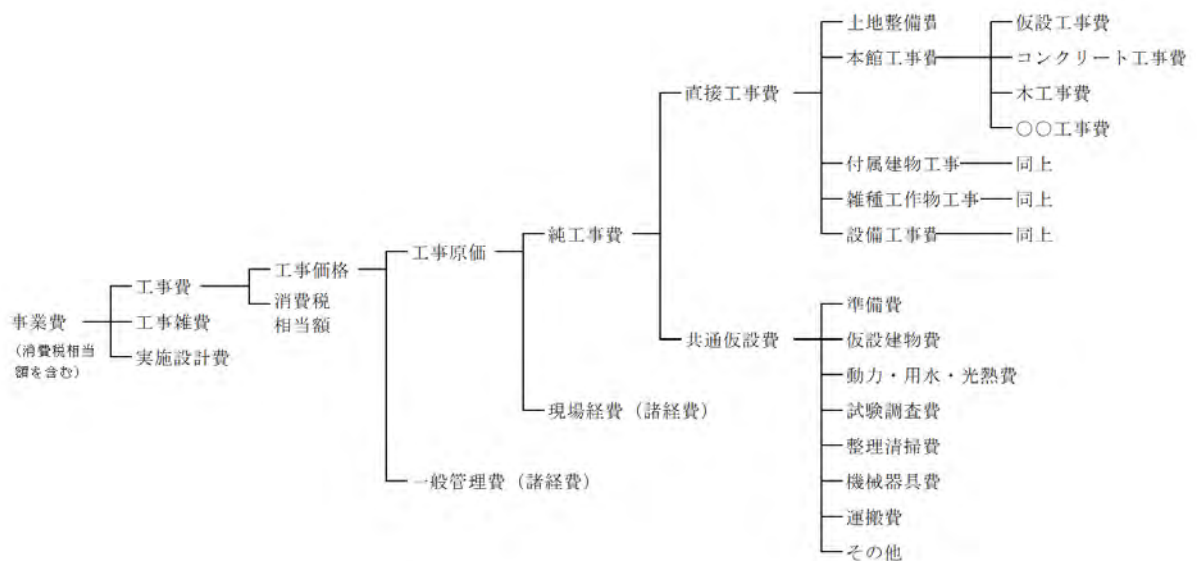 土地整備費
仮設工事費
本館工事費
コンクリート工事費
直接工事費
木工事費
○○工事費
付属建物工事
同上
雑種工作物工事
同上
純工事費
設備工事費
同上
工事原価
工事価格
工事費
消費税
相当額
準備費
事業費
工事雑費
共通仮設費
仮設建物費
(消費税相当
額を含む)
実施設計費
動力・用水・光熱費
現場経費（諸経費）
試験調査費
整理清掃費
一般管理費（諸経費）
機械器具費
運搬費
その他